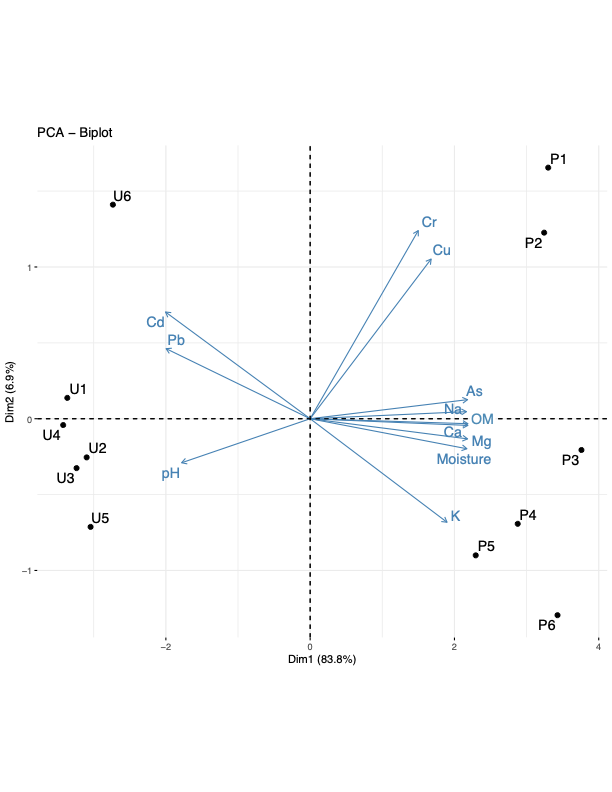 PCA − Biplot
P1
U6
P2
Cr
Cu
1
Cd
Pb
U1
As
Na
0
OM
U4
Ca
Mg
U2
Moisture
P3
U3
pH
K
P4
U5
P5
−1
P6
−2
0
2
4
Dim1 (83.8%)
Dim2 (6.9%)